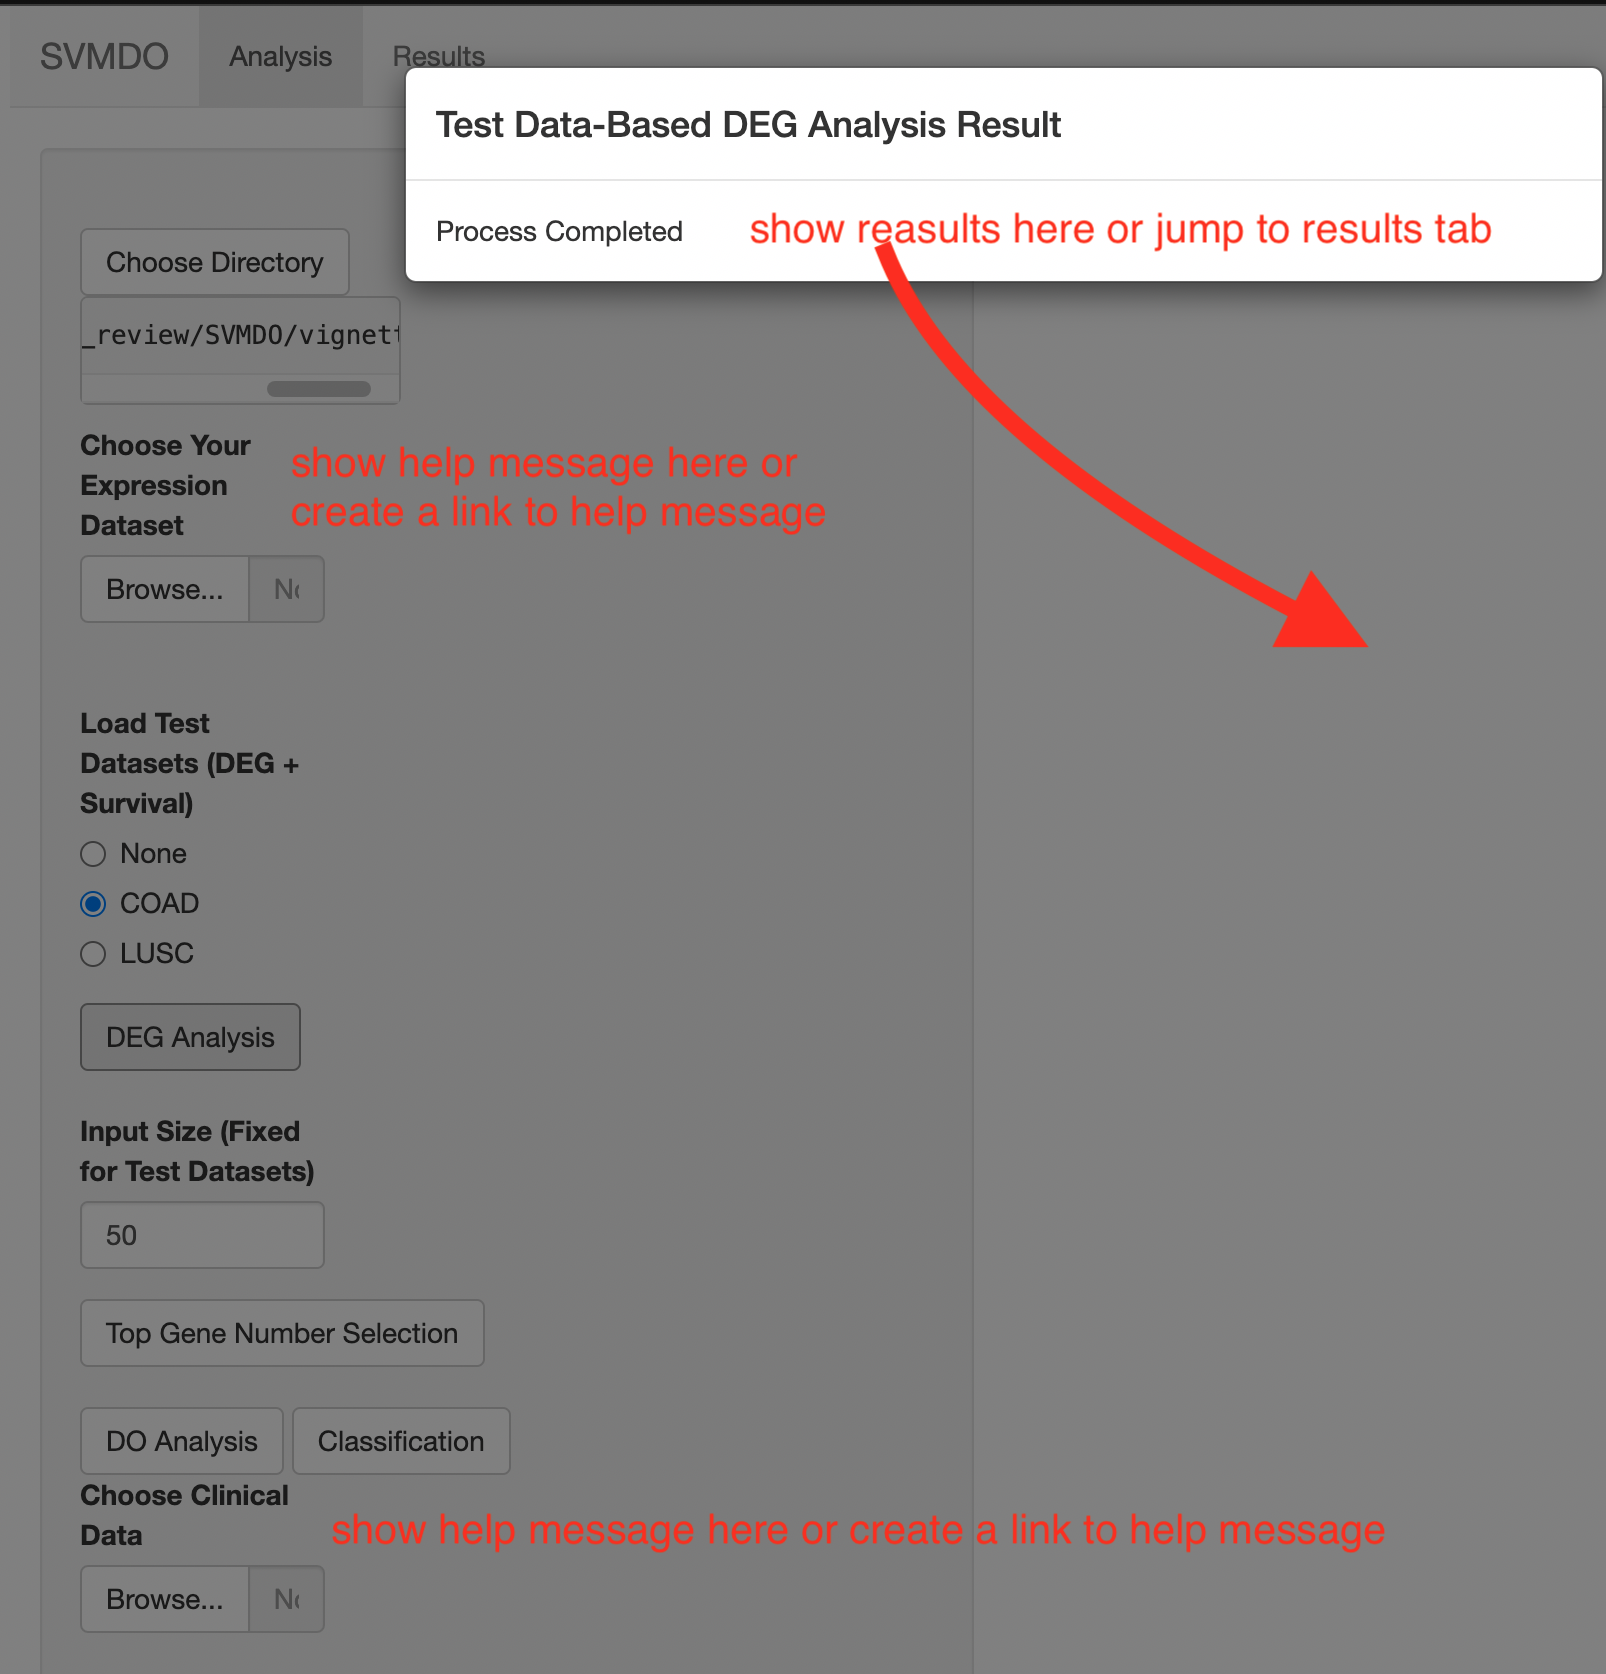 SVMDO Analysis Results
Test Data-Based DEG Analysis Result
Process Completed
show reasults here or jump to results tab
Choose Directory
_review/SVMDO/vignett
Choose Your
Expression
Dataset
show help message here or
create a link to help message
Browse... No
Load Test
Datasets (DEG +
Survival)
None
COAD
LUSC
DEG Analysis
Input Size (Fixed
for Test Datasets)
50
Top Gene Number Selection
DO Analysis Classification
Choose Clinical
Data
show help message here or create a link to help message
Browse... No